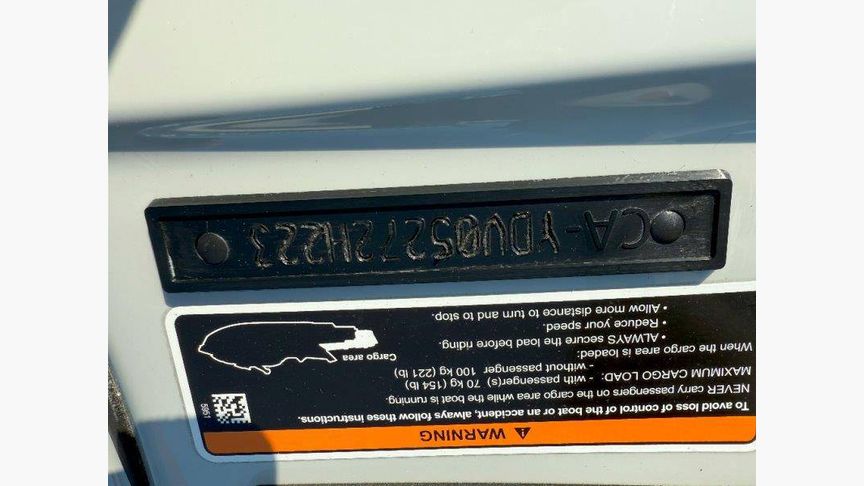 ⚠ WARNING
To avoid loss of control of the boat or an accident, always follow these instructions.
NEVER carry passengers on the cargo area while the boat is running.
MAXIMUM CARGO LOAD: - with passenger(s) 70 kg (154 lb)
- without passenger 100 kg (221 lb)
When the cargo area is loaded:
• ALWAYS secure the load before riding.
• Reduce your speed.
• Allow more distance to turn and to stop.
Cargo area
CA-YDV05272H223